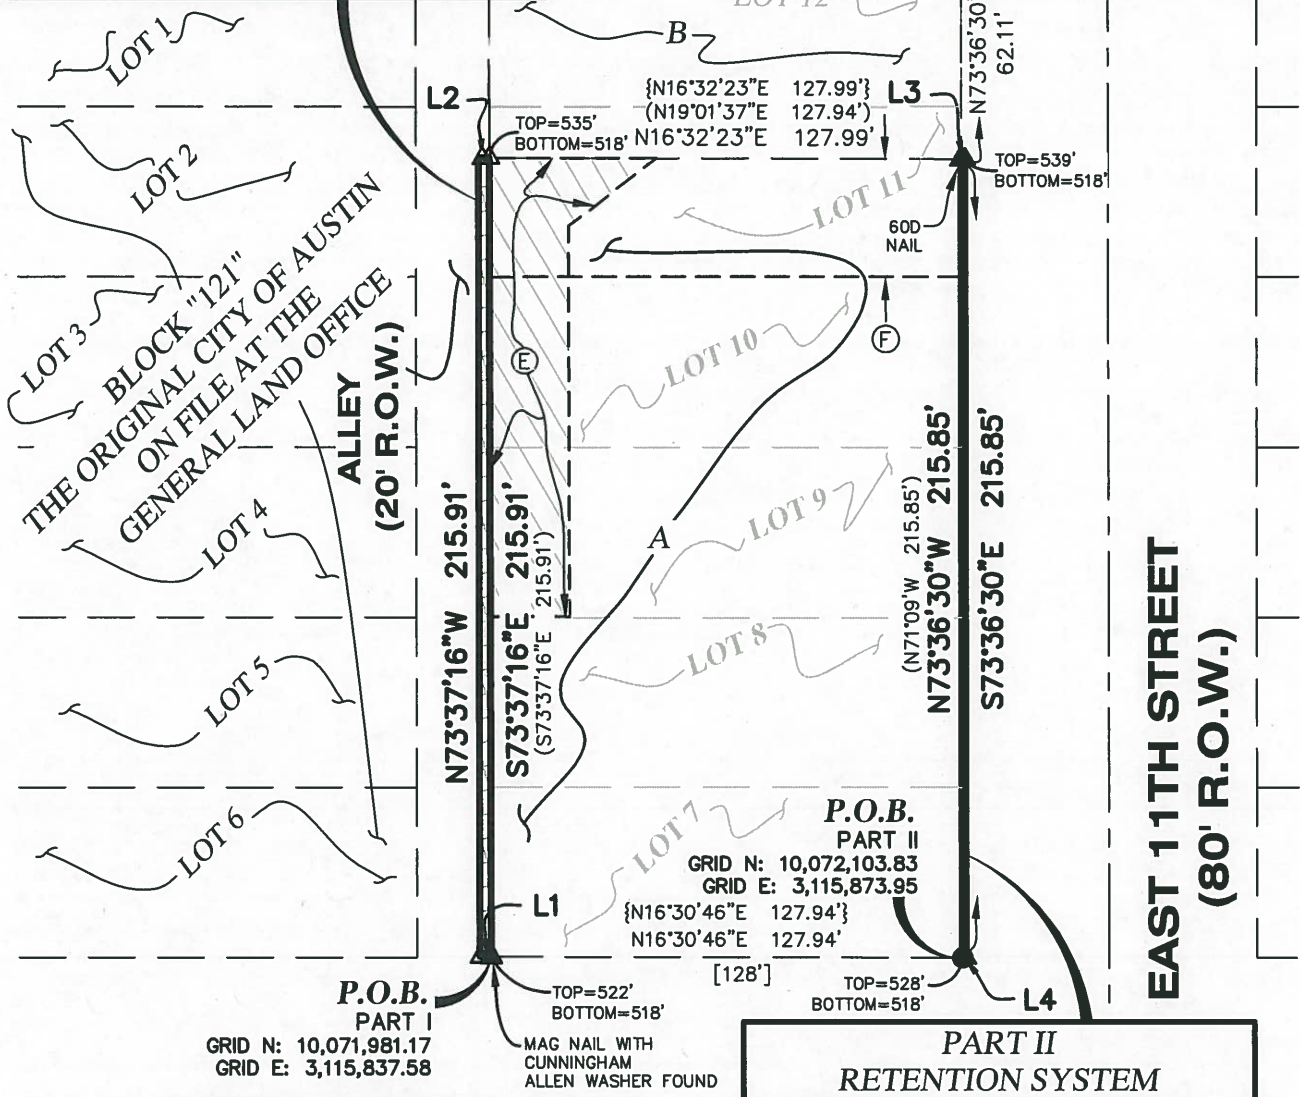 LOT 12
LOT 1
B
N73°36'30"
62.11'
{N16°32'23"E 127.99'}
(N19°01'37"E 127.94')
N16°32'23"E 127.99'
L2
L3
TOP=535'
BOTTOM=518'
TOP=539'
BOTTOM=518'
LOT 2
LOT 11
60D
NAIL
LOT 3
BLOCK "121"
THE ORIGINAL CITY OF AUSTIN
ON FILE AT THE
GENERAL LAND OFFICE
ALLEY
(20' R.O.W.)
E
LOT 10
F
LOT 4
A
LOT 9
N73°37'16"W 215.91'
S73°37'16"E 215.91'
(S73°37'16"E 215.91')
(N71°09'W 215.85')
N73°36'30"W 215.85'
S73°36'30"E 215.85'
EAST 11TH STREET
(80' R.O.W.)
LOT 5
LOT 8
LOT 6
LOT 7
P.O.B.
PART II
GRID N: 10,072,103.83
GRID E: 3,115,873.95
{N16°30'46"E 127.94'}
N16°30'46"E 127.94'
[128']
L1
P.O.B.
PART I
GRID N: 10,071,981.17
GRID E: 3,115,837.58
TOP=522'
BOTTOM=518'
MAG NAIL WITH
CUNNINGHAM
ALLEN WASHER FOUND
TOP=528'
BOTTOM=518'
L4
PART II
RETENTION SYSTEM